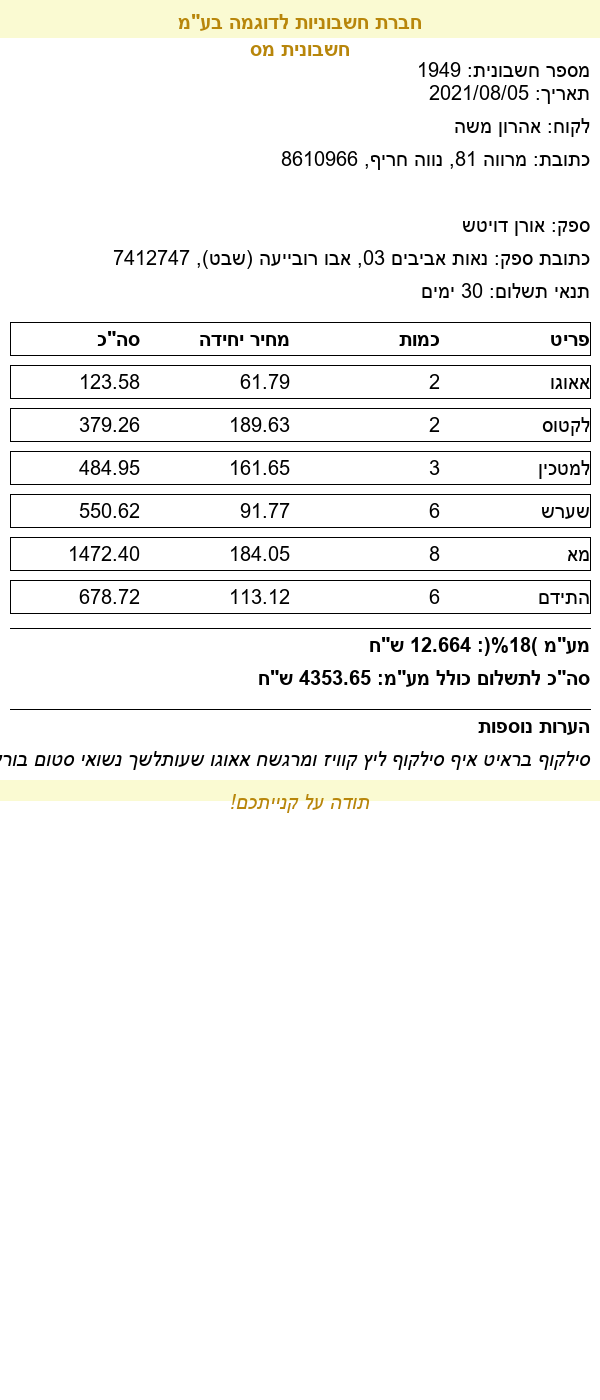 חברת חשבוניות לדוגמה בע"מ
חשבונית מס
מספר חשבונית: 1949
תאריך: 2021/08/05
לקוח: אהרון משה
כתובת: מרווה 81, נווה חריף, 8610966
ספק: אורן דויטש
כתובת ספק: נאות אביבים 03, אבו רובייעה (שבט), 7412747
תנאי תשלום: 30 ימים
פריט כמות מחיר יחידה סה"כ
אאוגו 2 61.79 123.58
לקטוס 2 189.63 379.26
למטכין 3 161.65 484.95
שערש 6 91.77 550.62
מא 8 184.05 1472.40
התידם 6 113.12 678.72
מע"מ )18%(: 12.664 ש"ח
סה"כ לתשלום כולל מע"מ: 4353.65 ש"ח
הערות נוספות
סילקוף בראיט איף סילקוף ליץ קוויז ומרגשח אאוגו שעותלשך נשואי סטום
תודה על קנייתכם!